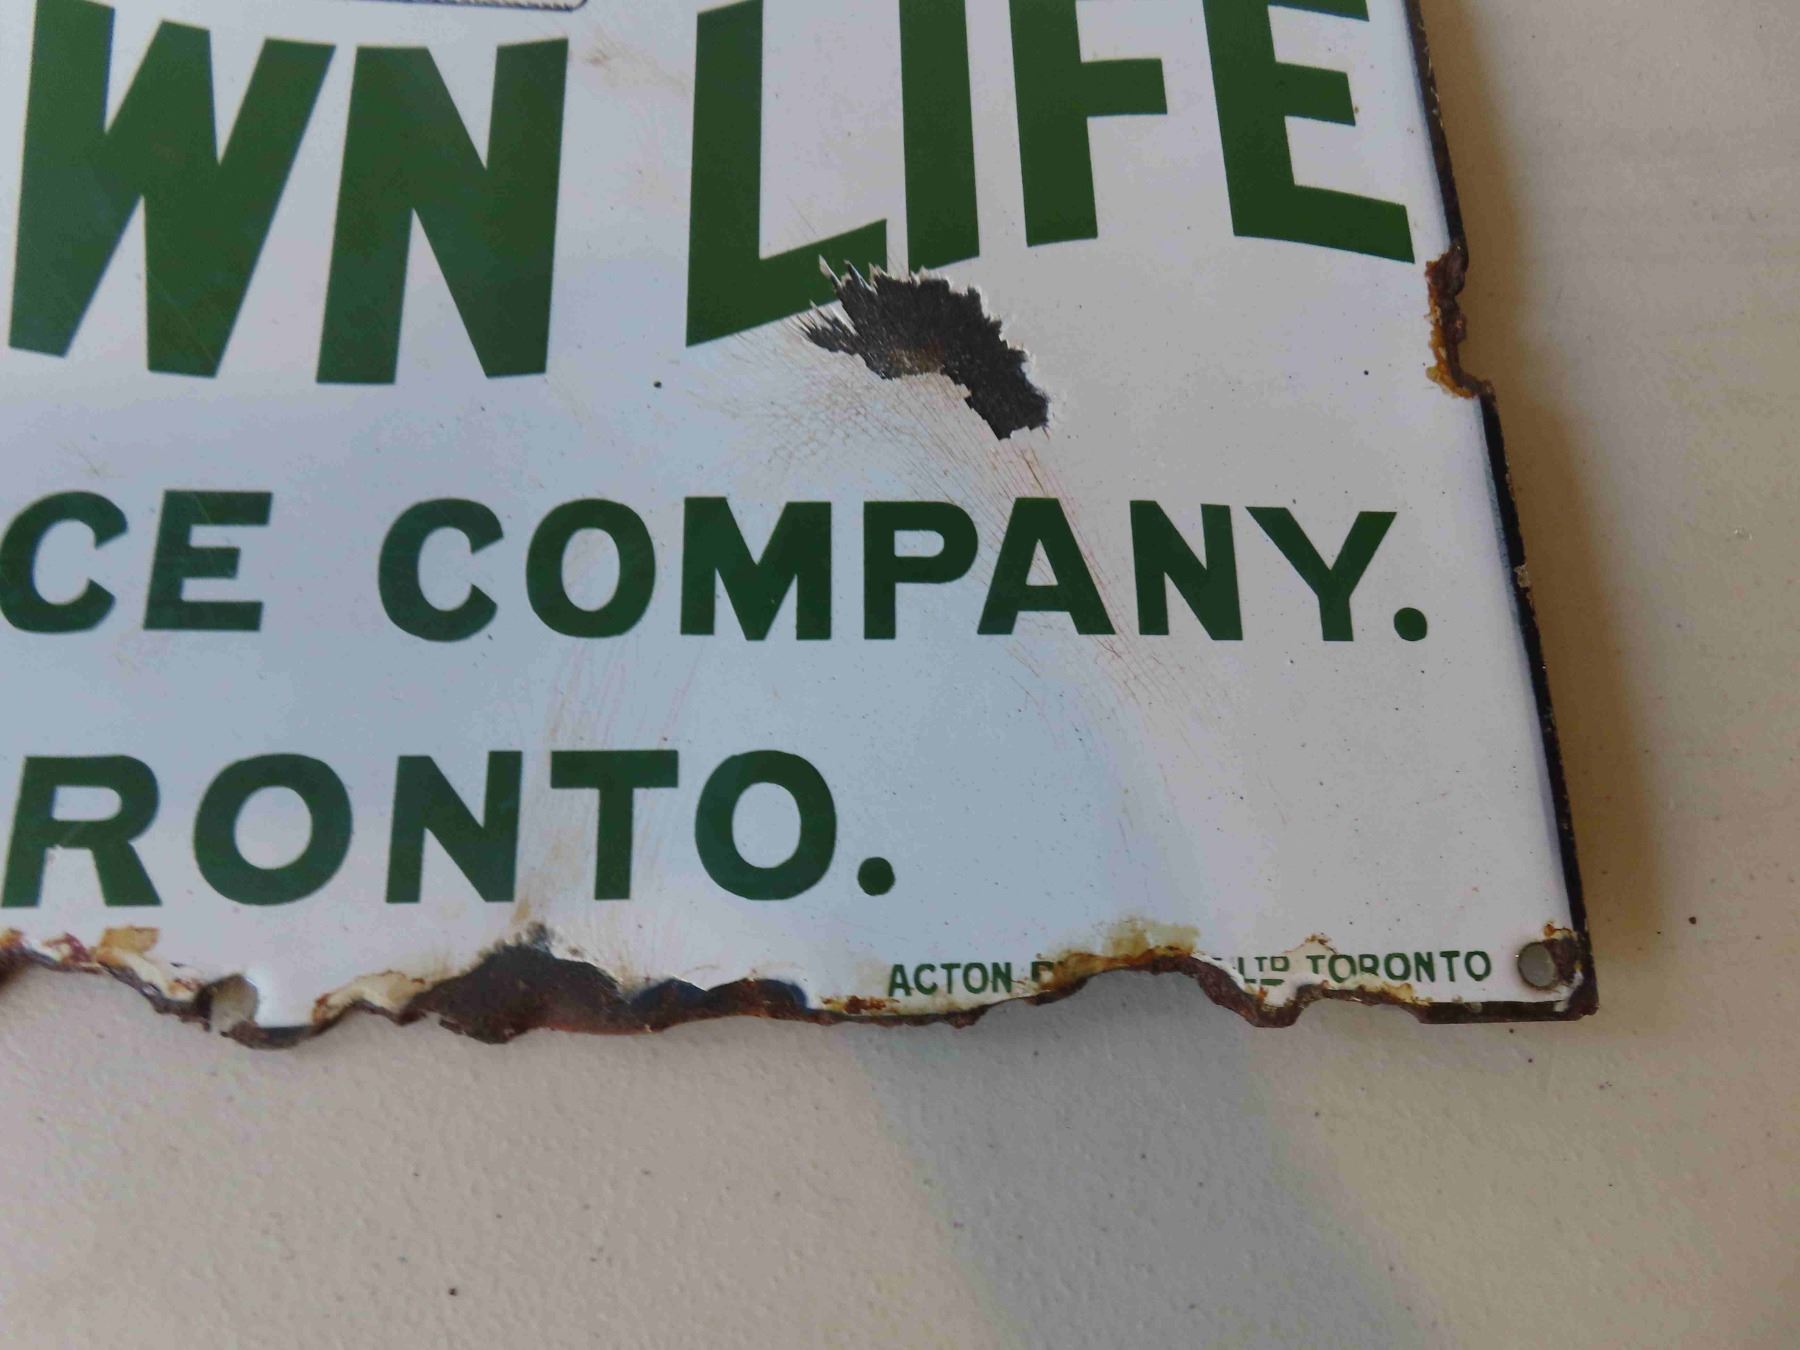 WN LIFE
CE COMPANY.
RONTO.
ACTON LTD TORONTO